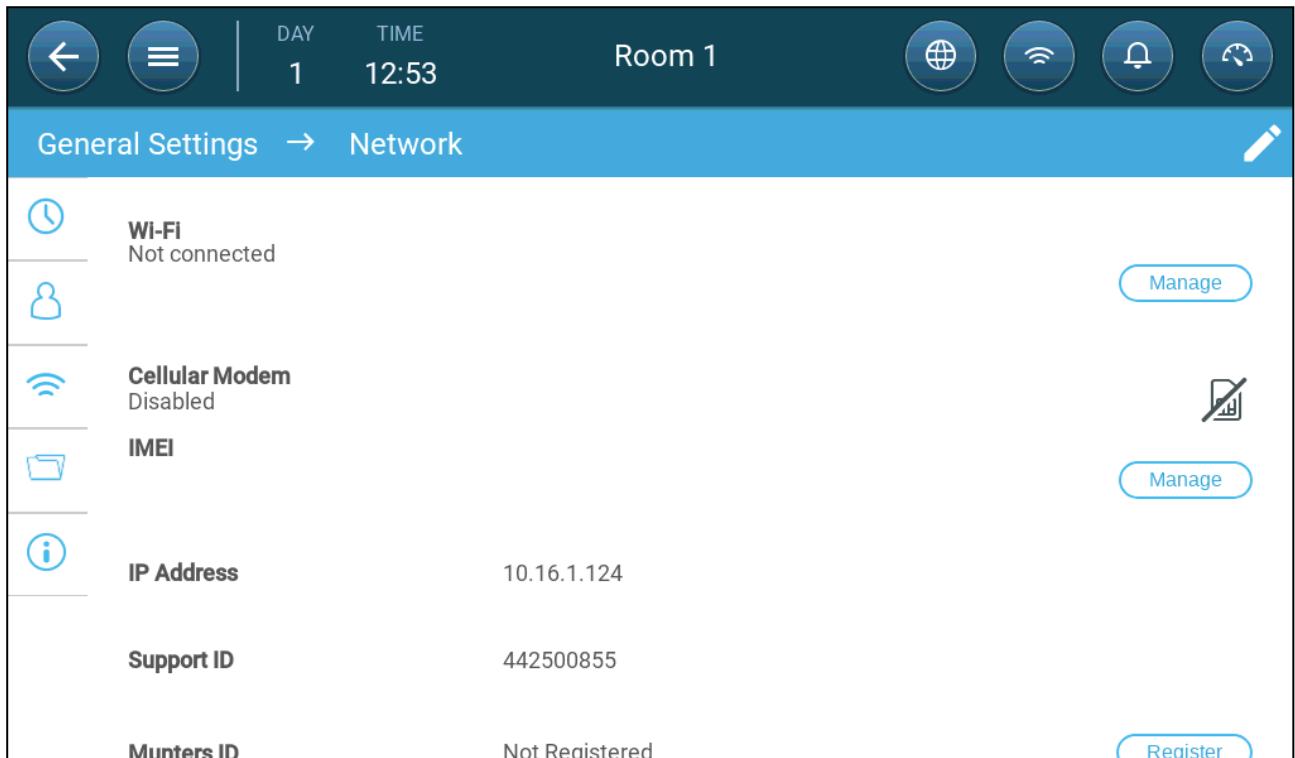 DAY TIME
1 12:53 Room 1
General Settings → Network
Wi-Fi
Not connected
Manage
Cellular Modem
Disabled
IMEI
Manage
IP Address 10.16.1.124
Support ID 442500855
Munters ID Not Registered Register